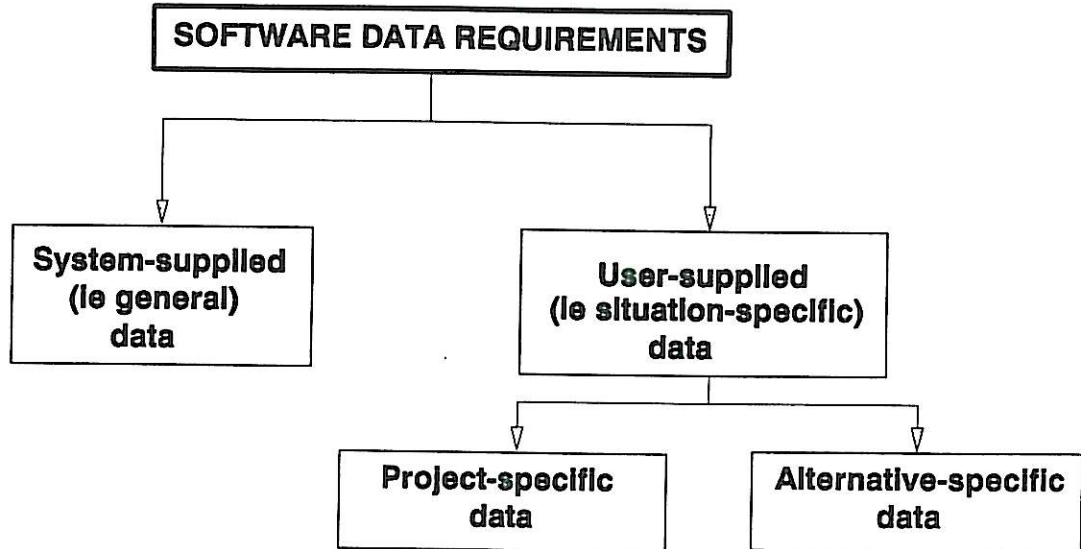 SOFTWARE DATA REQUIREMENTS
System-supplied
(ie general)
data
User-supplied
(ie situation-specific)
data
Project-specific
data
Alternative-specific
data